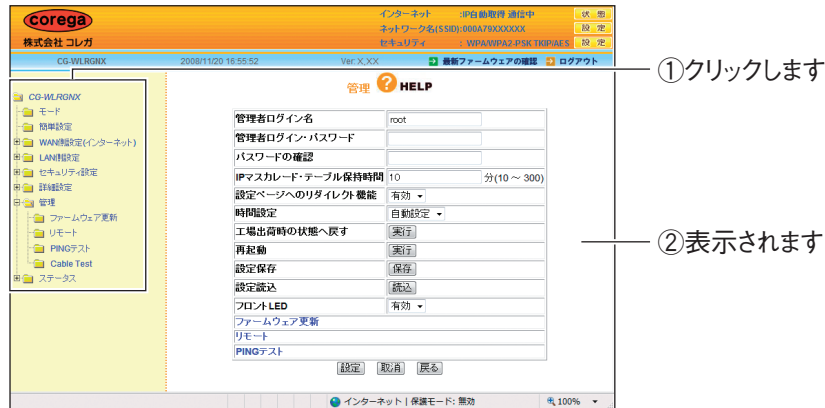 corega
株式会社 コレガ
インターネット :IP自動取得 通信中 状 態
ネットワーク名(SSID):000A79XXXXXX 設 定
セキュリティ : WPA/WPA2-PSK TKIP/AES 設 定
CG-WLRGNX 2008/11/20 16:55:52 Ver. X,XX 最新ファームウェアの確認 ログアウト
①クリックします
CG-WLRGNX
モード
簡単設定
WAN側設定(インターネット)
LAN側設定
セキュリティ設定
詳細設定
管理
ファームウェア更新
リモート
PINGテスト
Cable Test
ステータス
管理 ? HELP
管理者ログイン名 root
管理者ログイン・パスワード
パスワードの確認
IPマスカレード・テーブル保持時間 10 分(10 ~ 300)
設定ページへのリダイレクト機能 有効
時間設定 自動設定
工場出荷時の状態へ戻す 実行
再起動 実行
設定保存 保存
設定読込 読込
フロントLED 有効
ファームウェア更新
リモート
PINGテスト
設定 取消 戻る
②表示されます
インターネット | 保護モード: 無効 100%